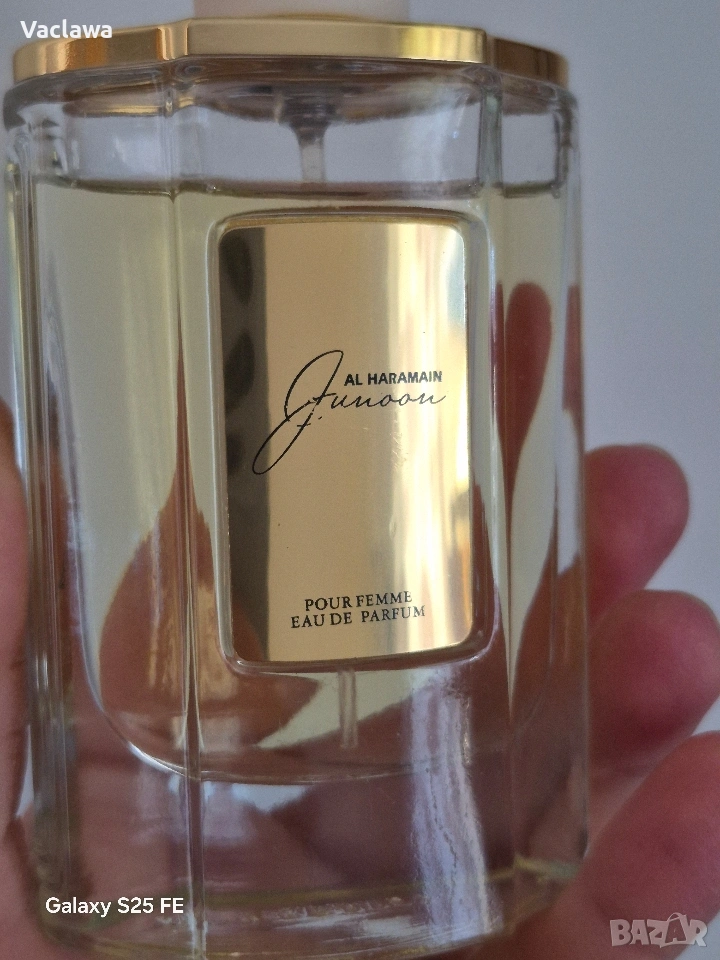 Vaclawa
AL HARAMAIN
Junoon
POUR FEMME
EAU DE PARFUM
Galaxy S25 FE
BAZAR